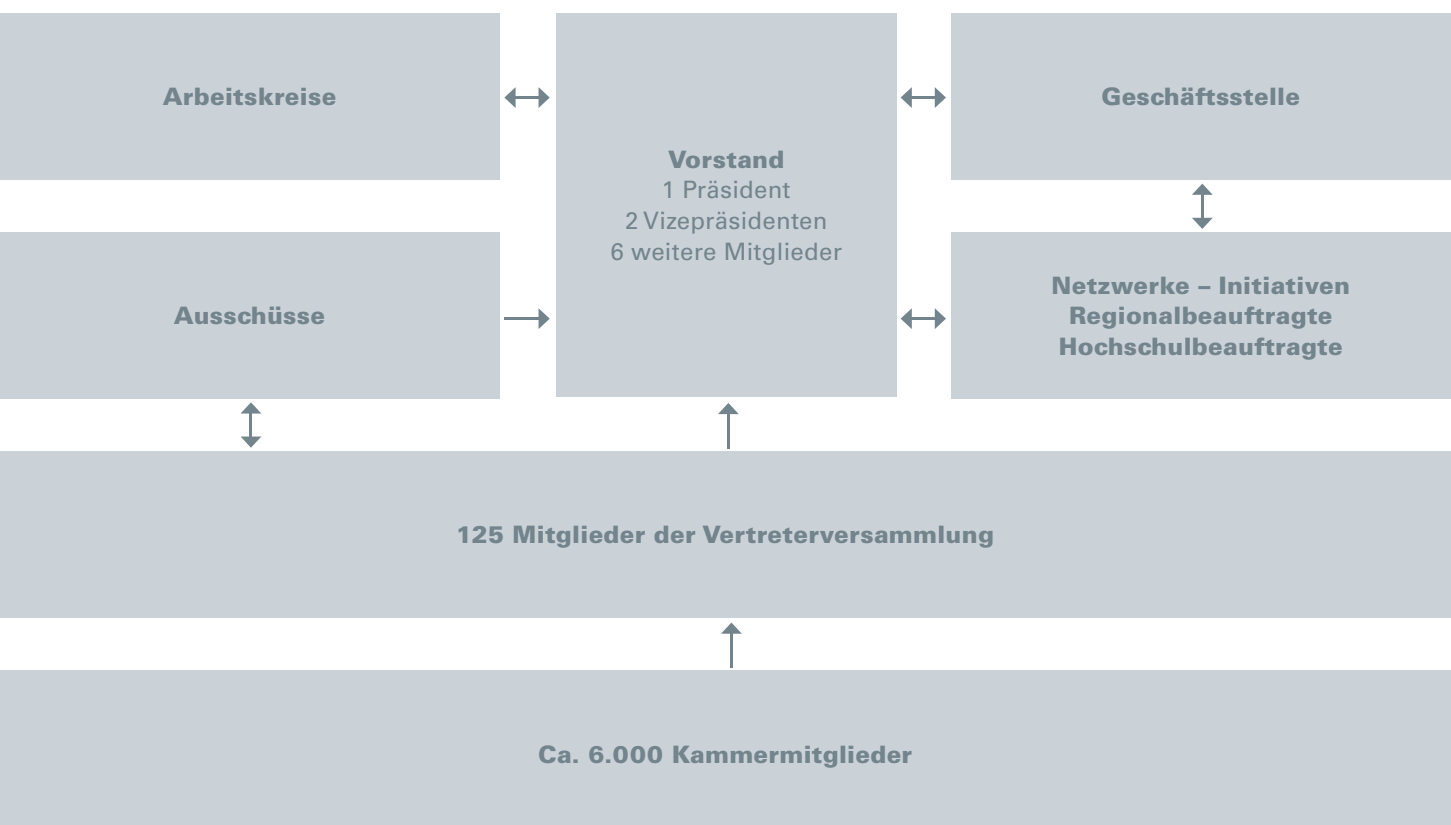 Arbeitskreise
Geschäftsstelle
Vorstand
1 Präsident
2 Vizepräsidenten
6 weitere Mitglieder
Ausschüsse
Netzwerke – Initiativen
Regionalbeauftragte
Hochschulbeauftragte
125 Mitglieder der Vertreterversammlung
Ca. 6.000 Kammermitglieder